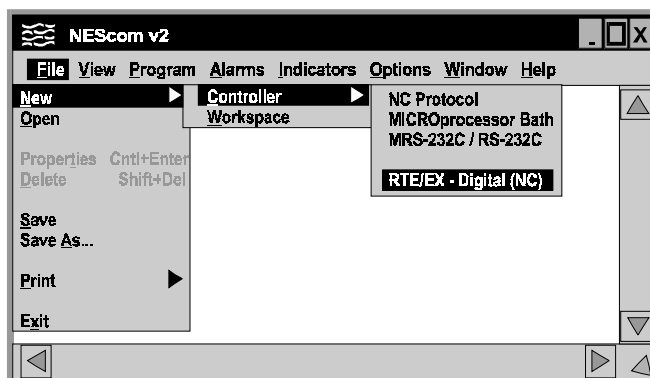 NEScom v2
File View Program Alarms Indicators Options Window Help
New
Open
Properties Cntl+Enter
Delete Shift+Del
Save
Save As...
Print
Exit
Controller
Workspace
NC Protocol
MICROprocessor Bath
MRS-232C / RS-232C
RTE/EX - Digital (NC)